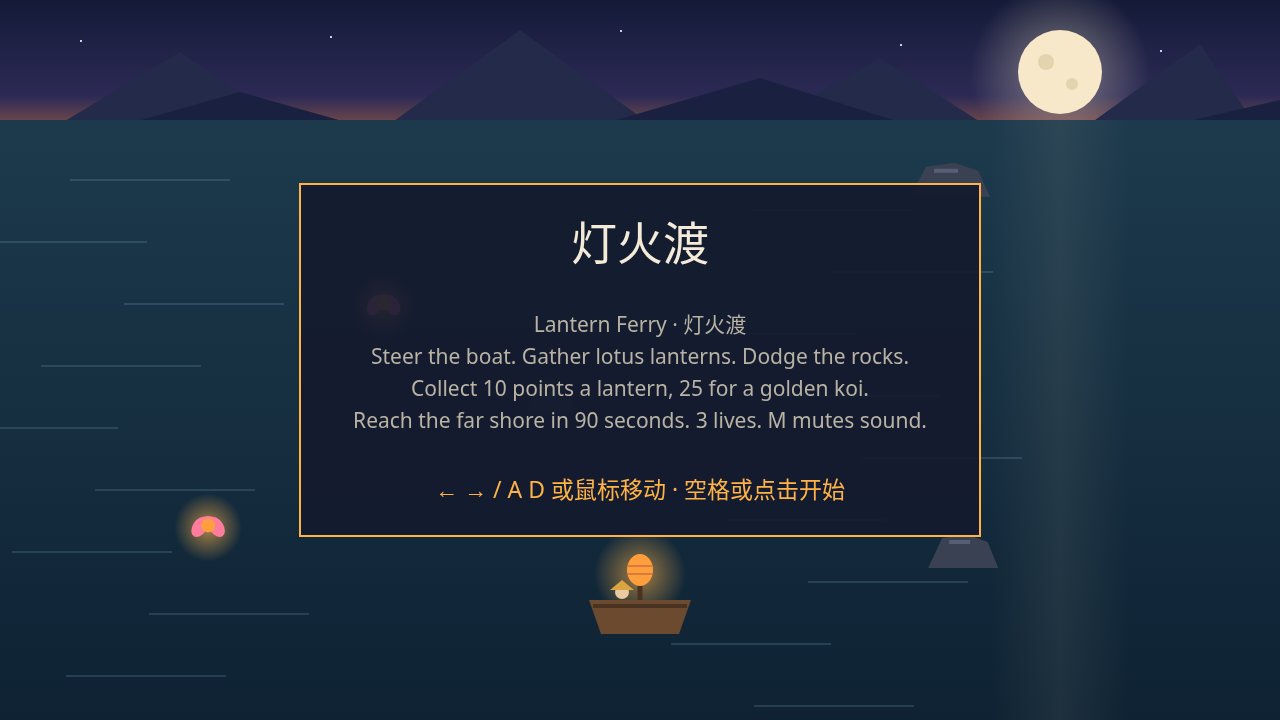 灯火渡
Lantern Ferry · 灯火渡
Steer the boat. Gather lotus lanterns. Dodge the rocks.
Collect 10 points a lantern, 25 for a golden koi.
Reach the far shore in 90 seconds. 3 lives. M mutes sound.
← → / A D 或鼠标移动 · 空格或点击开始